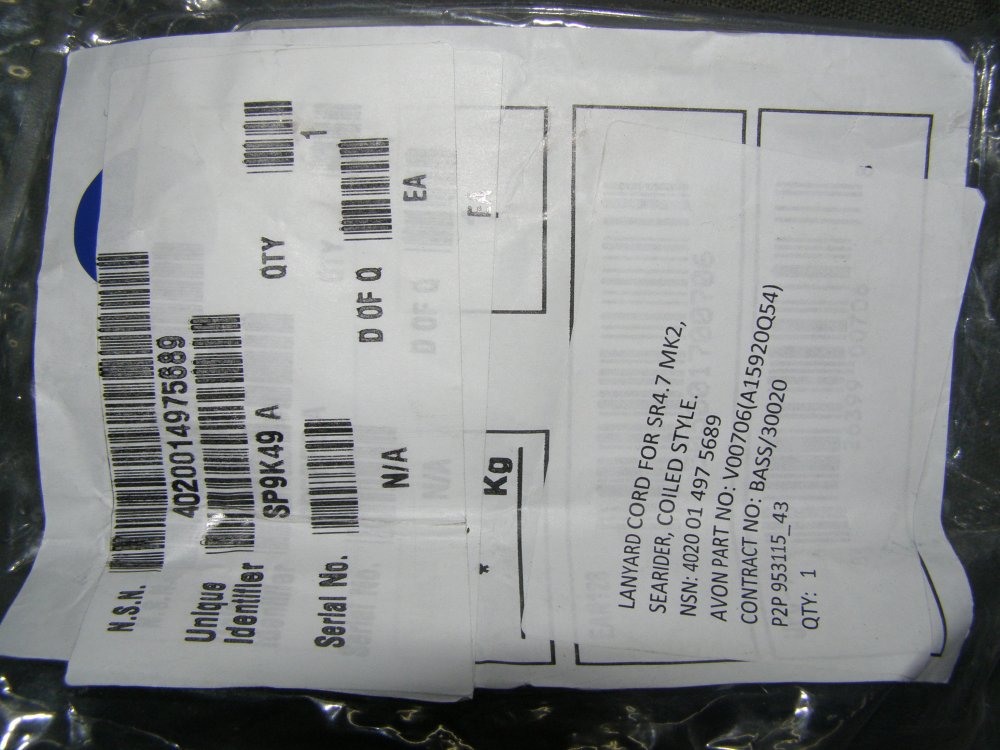 N.S.N.
4020014975689
Unique
Identifier
SP9K49 A
QTY
1
Serial No.
N/A
D OF Q
EA
* Kg
LANYARD CORD FOR SR4.7 MK2,
SEARIDER, COILED STYLE.
NSN: 4020 01 497 5689
AVON PART NO: V00706(A15920Q54)
CONTRACT NO: BASS/30020
P2P 953115_43
QTY: 1